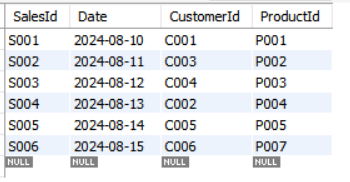 SalesId Date CustomerId ProductId
S001 2024-08-10 C001 P001
S002 2024-08-11 C003 P002
S003 2024-08-12 C004 P003
S004 2024-08-13 C002 P004
S005 2024-08-14 C005 P005
S006 2024-08-15 C006 P007
NULL NULL NULL NULL